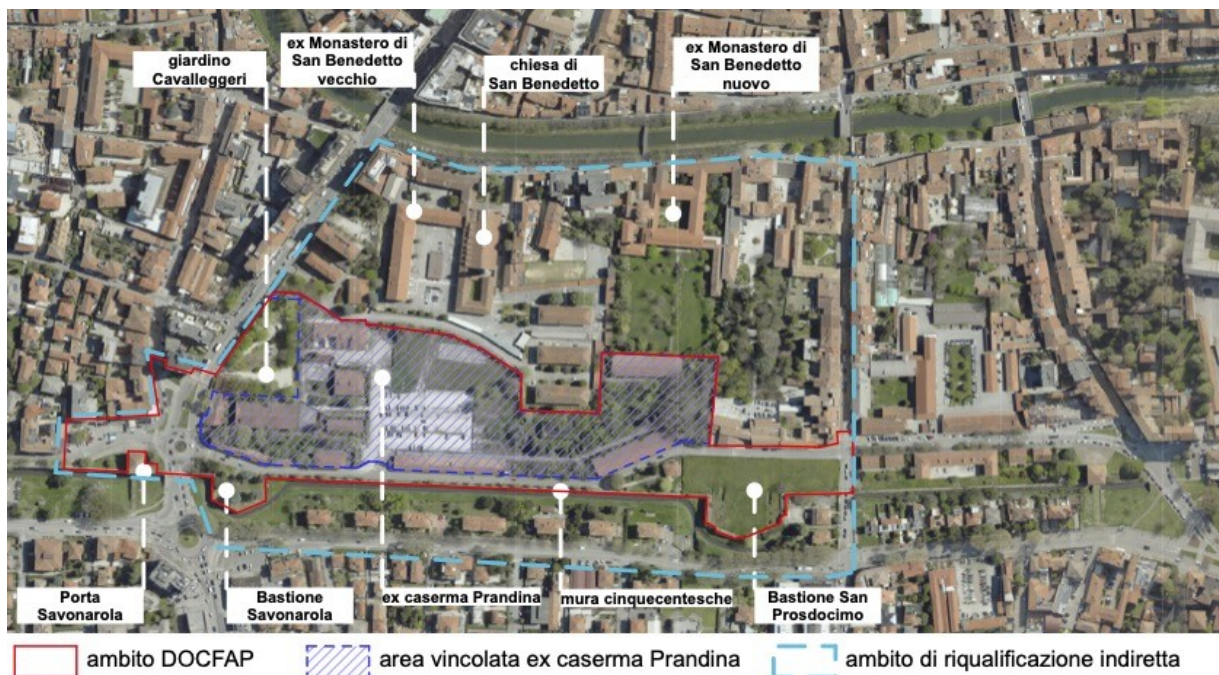 giardino
Cavalleggeri
ex Monastero di
San Benedetto
vecchio
chiesa di
San Benedetto
ex Monastero di
San Benedetto
nuovo
Porta
Savonarola
Bastione
Savonarola
ex caserma Prandina
mura cinquecentesche
Bastione San
Prosdocimo
ambito DOCFAP
area vincolata ex caserma Prandina
ambito di riqualificazione indiretta